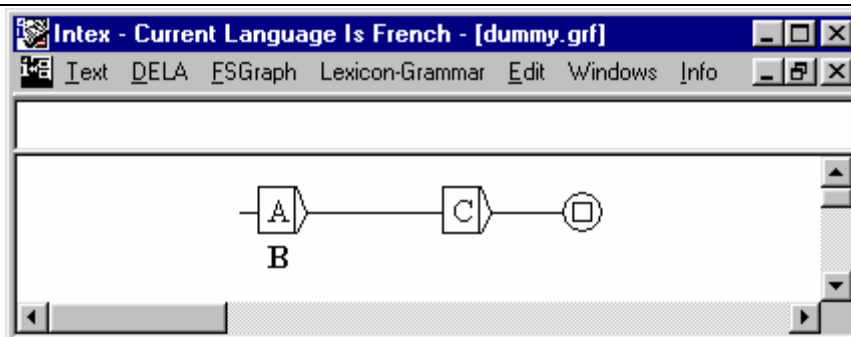 Intex - Current Language Is French - [dummy.grf]
Text DELA FSGraph Lexicon-Grammar Edit Windows Info
A C
B